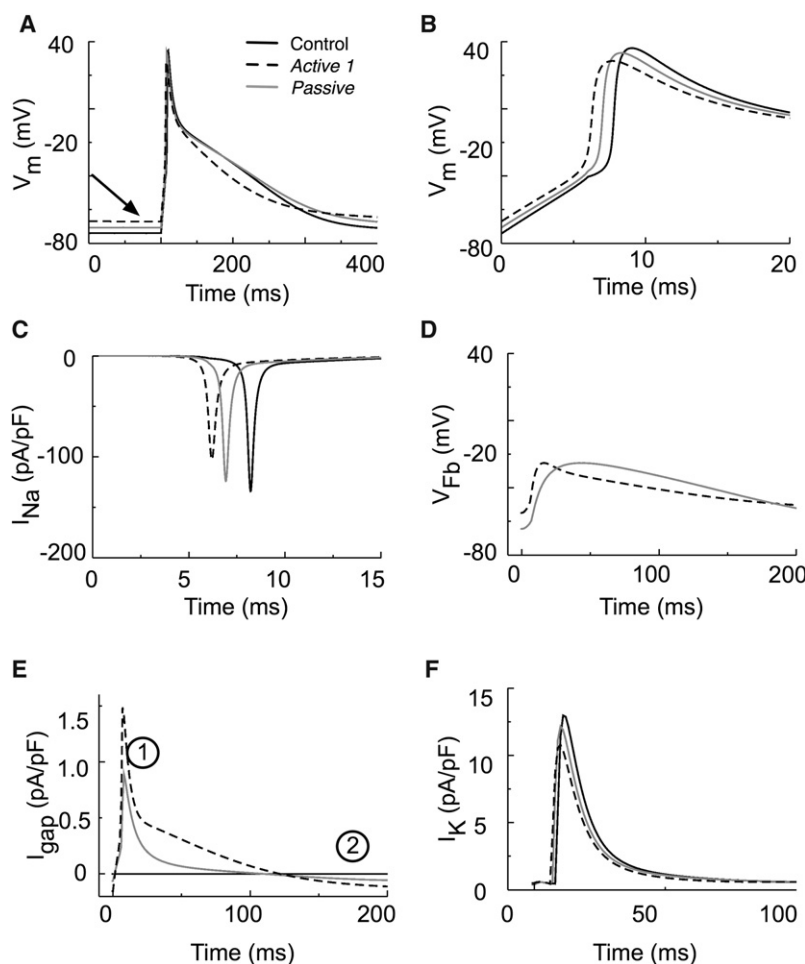 A
B
40
-20
-80
V_m (mV)
Control
Active 1
Passive
0
200
400
Time (ms)
40
-20
-80
V_m (mV)
0
10
20
Time (ms)
C
D
0
-100
-200
I_Na (pA/pF)
0
5
10
15
Time (ms)
40
-20
-80
V_Fb (mV)
0
100
200
Time (ms)
E
F
1.5
1.0
0.5
0
I_gap (pA/pF)
1
2
0
100
200
Time (ms)
15
10
5
0
I_K (pA/pF)
0
50
100
Time (ms)